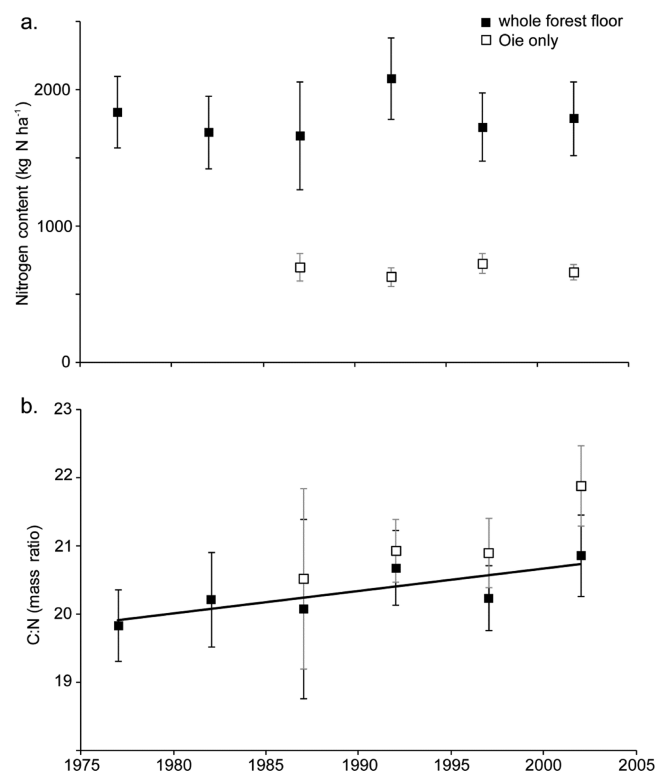 a.
whole forest floor
Oie only
Nitrogen content (kg N ha⁻¹)
2000
1000
0
b.
C:N (mass ratio)
23
22
21
20
19
1975 1980 1985 1990 1995 2000 2005